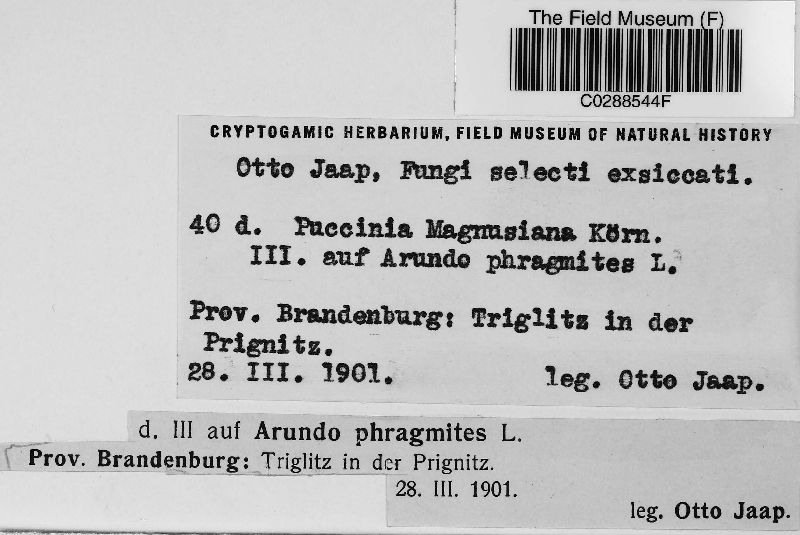 The Field Museum (F)
C0288544F
CRYPTOGAMIC HERBARIUM, FIELD MUSEUM OF NATURAL HISTORY
Otto Jaap, Fungi selecti exsiccati.
40 d. Puccinia Magnusiana Körn.
III. auf Arundo phragmites L.
Prov. Brandenburg: Triglitz in der
Prignitz.
28. III. 1901. leg. Otto Jaap.
d. III auf Arundo phragmites L.
Prov. Brandenburg: Triglitz in der Prignitz.
28. III. 1901.
leg. Otto Jaap.